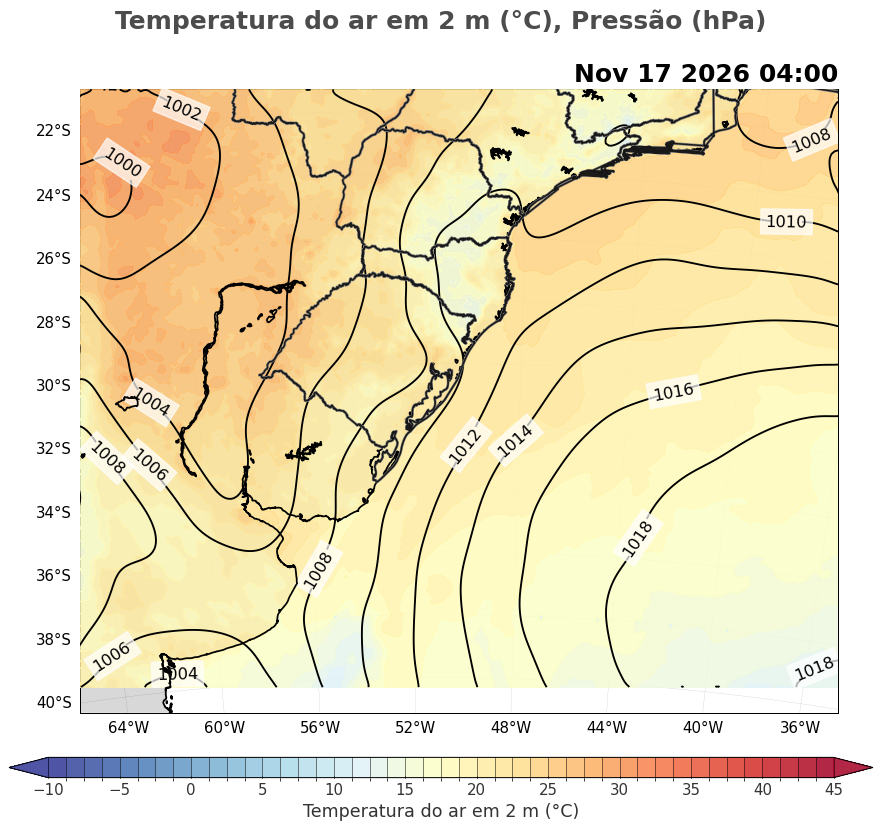 Temperatura do ar em 2 m (°C), Pressão (hPa)
Nov 17 2026 04:00
1002
1008
22°S
1000
24°S
1010
26°S
28°S
30°S
1004
1016
32°S
1008
1006
1012
1014
34°S
1018
36°S
1008
38°S
1006
1004
1018
40°S
64°W 60°W 56°W 52°W 48°W 44°W 40°W 36°W
−10 −5 0 5 10 15 20 25 30 35 40 45
Temperatura do ar em 2 m (°C)